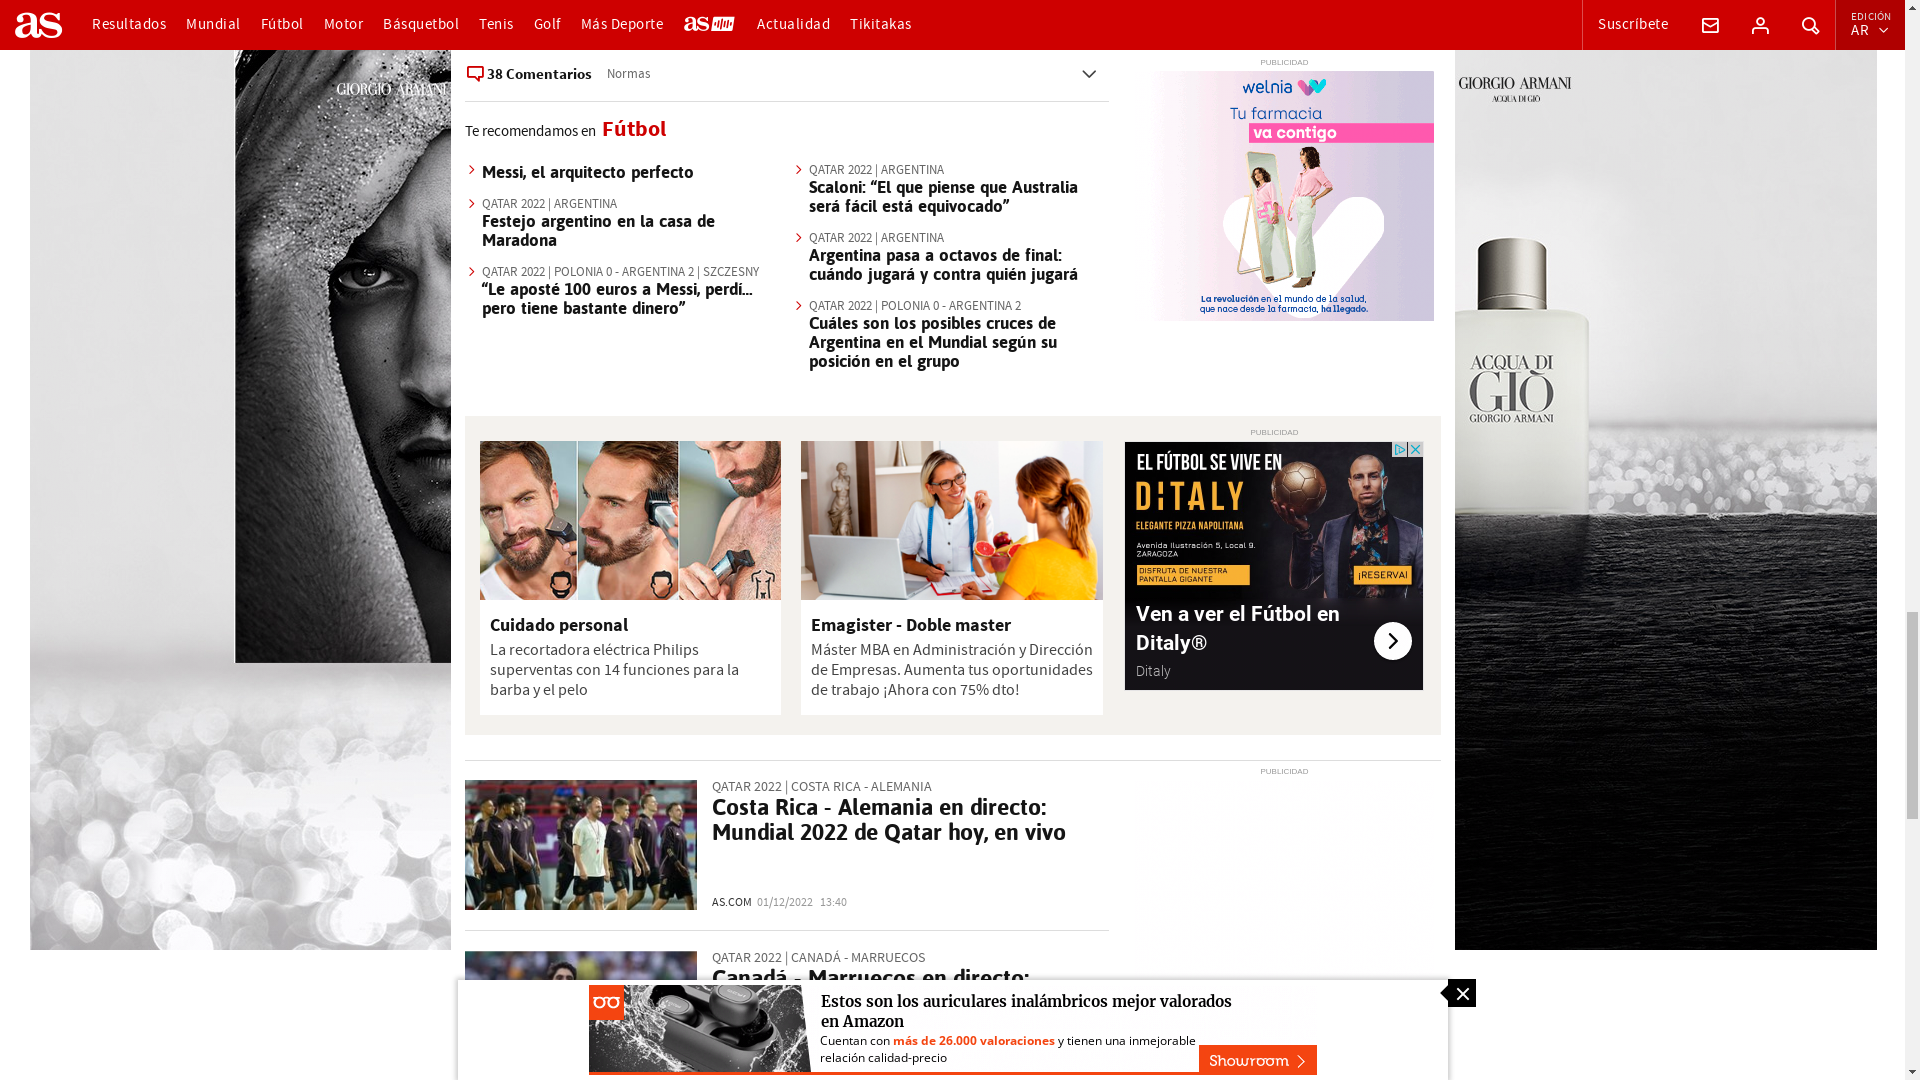 as
Resultados
Mundial
Fútbol
Motor
Básquetbol
Tenis
Golf
Más Deporte
as
Actualidad
Tikitakas
Suscríbete
EDICIÓN
AR
38 Comentarios
Normas
Te recomendamos en Fútbol
Messi, el arquitecto perfecto
QATAR 2022 | ARGENTINA
Festejo argentino en la casa de
Maradona
QATAR 2022 | POLONIA 0 - ARGENTINA 2 | SZCZESNY
“Le aposté 100 euros a Messi, perdí...
pero tiene bastante dinero”
QATAR 2022 | ARGENTINA
Scaloni: “El que piense que Australia
será fácil está equivocado”
QATAR 2022 | ARGENTINA
Argentina pasa a octavos de final:
cuándo jugará y contra quién jugará
QATAR 2022 | POLONIA 0 - ARGENTINA 2
Cuáles son los posibles cruces de
Argentina en el Mundial según su
posición en el grupo
PUBLICIDAD
welnia
Tu farmacia
va contigo
La revolución en el mundo de la salud,
que nace desde la farmacia, ha llegado.
GIORGIO ARMANI
GIORGIO ARMANI
ACQUA DI GIÒ
ACQUA DI
GIÒ
GIORGIO ARMANI
Cuidado personal
La recortadora eléctrica Philips
superventas con 14 funciones para la
barba y el pelo
Emagister - Doble master
Máster MBA en Administración y Dirección
de Empresas. Aumenta tus oportunidades
de trabajo ¡Ahora con 75% dto!
PUBLICIDAD
EL FÚTBOL SE VIVE EN
DITALY
ELEGANTE PIZZA NAPOLITANA
Avenida Ilustración 5, Local 9.
ZARAGOZA
DISFRUTA DE NUESTRA
PANTALLA GIGANTE
¡RESERVA!
Ven a ver el Fútbol en
Ditaly®
Ditaly
PUBLICIDAD
QATAR 2022 | COSTA RICA - ALEMANIA
Costa Rica - Alemania en directo:
Mundial 2022 de Qatar hoy, en vivo
AS.COM 01/12/2022 13:40
QATAR 2022 | CANADÁ - MARRUECOS
Canadá - Marruecos en directo:
Estos son los auriculares inalámbricos mejor valorados
en Amazon
Cuentan con más de 26.000 valoraciones y tienen una inmejorable
relación calidad-precio
Showroom